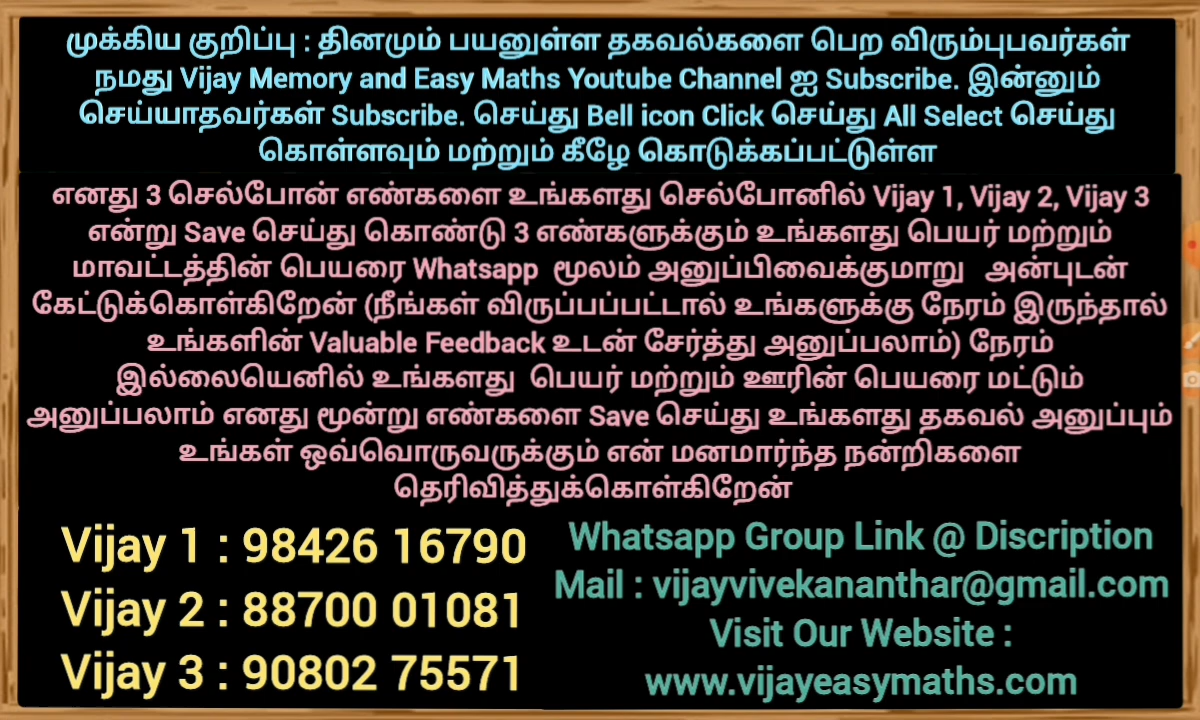 முக்கிய குறிப்பு : தினமும் பயனுள்ள தகவல்களை பெற விரும்புபவர்கள்
நமது Vijay Memory and Easy Maths Youtube Channel ஐ Subscribe. இன்னும்
செய்யாதவர்கள் Subscribe. செய்து Bell icon Click செய்து All Select செய்து
கொள்ளவும் மற்றும் கீழே கொடுக்கப்பட்டுள்ள
எனது 3 செல்போன் எண்களை உங்களது செல்போனில் Vijay 1, Vijay 2, Vijay 3
என்று Save செய்து கொண்டு 3 எண்களுக்கும் உங்களது பெயர் மற்றும்
மாவட்டத்தின் பெயரை Whatsapp மூலம் அனுப்பிவைக்குமாறு அன்புடன்
கேட்டுக்கொள்கிறேன் (நீங்கள் விருப்பப்பட்டால் உங்களுக்கு நேரம் இருந்தால்
உங்களின் Valuable Feedback உடன் சேர்த்து அனுப்பலாம்) நேரம்
இல்லையெனில் உங்களது பெயர் மற்றும் ஊரின் பெயரை மட்டும்
அனுப்பலாம் எனது மூன்று எண்களை Save செய்து உங்களது தகவல் அனுப்பும்
உங்கள் ஒவ்வொருவருக்கும் என் மனமார்ந்த நன்றிகளை
தெரிவித்துக்கொள்கிறேன்
Vijay 1 : 98426 16790
Vijay 2 : 88700 01081
Vijay 3 : 90802 75571
Whatsapp Group Link @ Discription
Mail : vijayvivekananthar@gmail.com
Visit Our Website :
www.vijayeasymaths.com